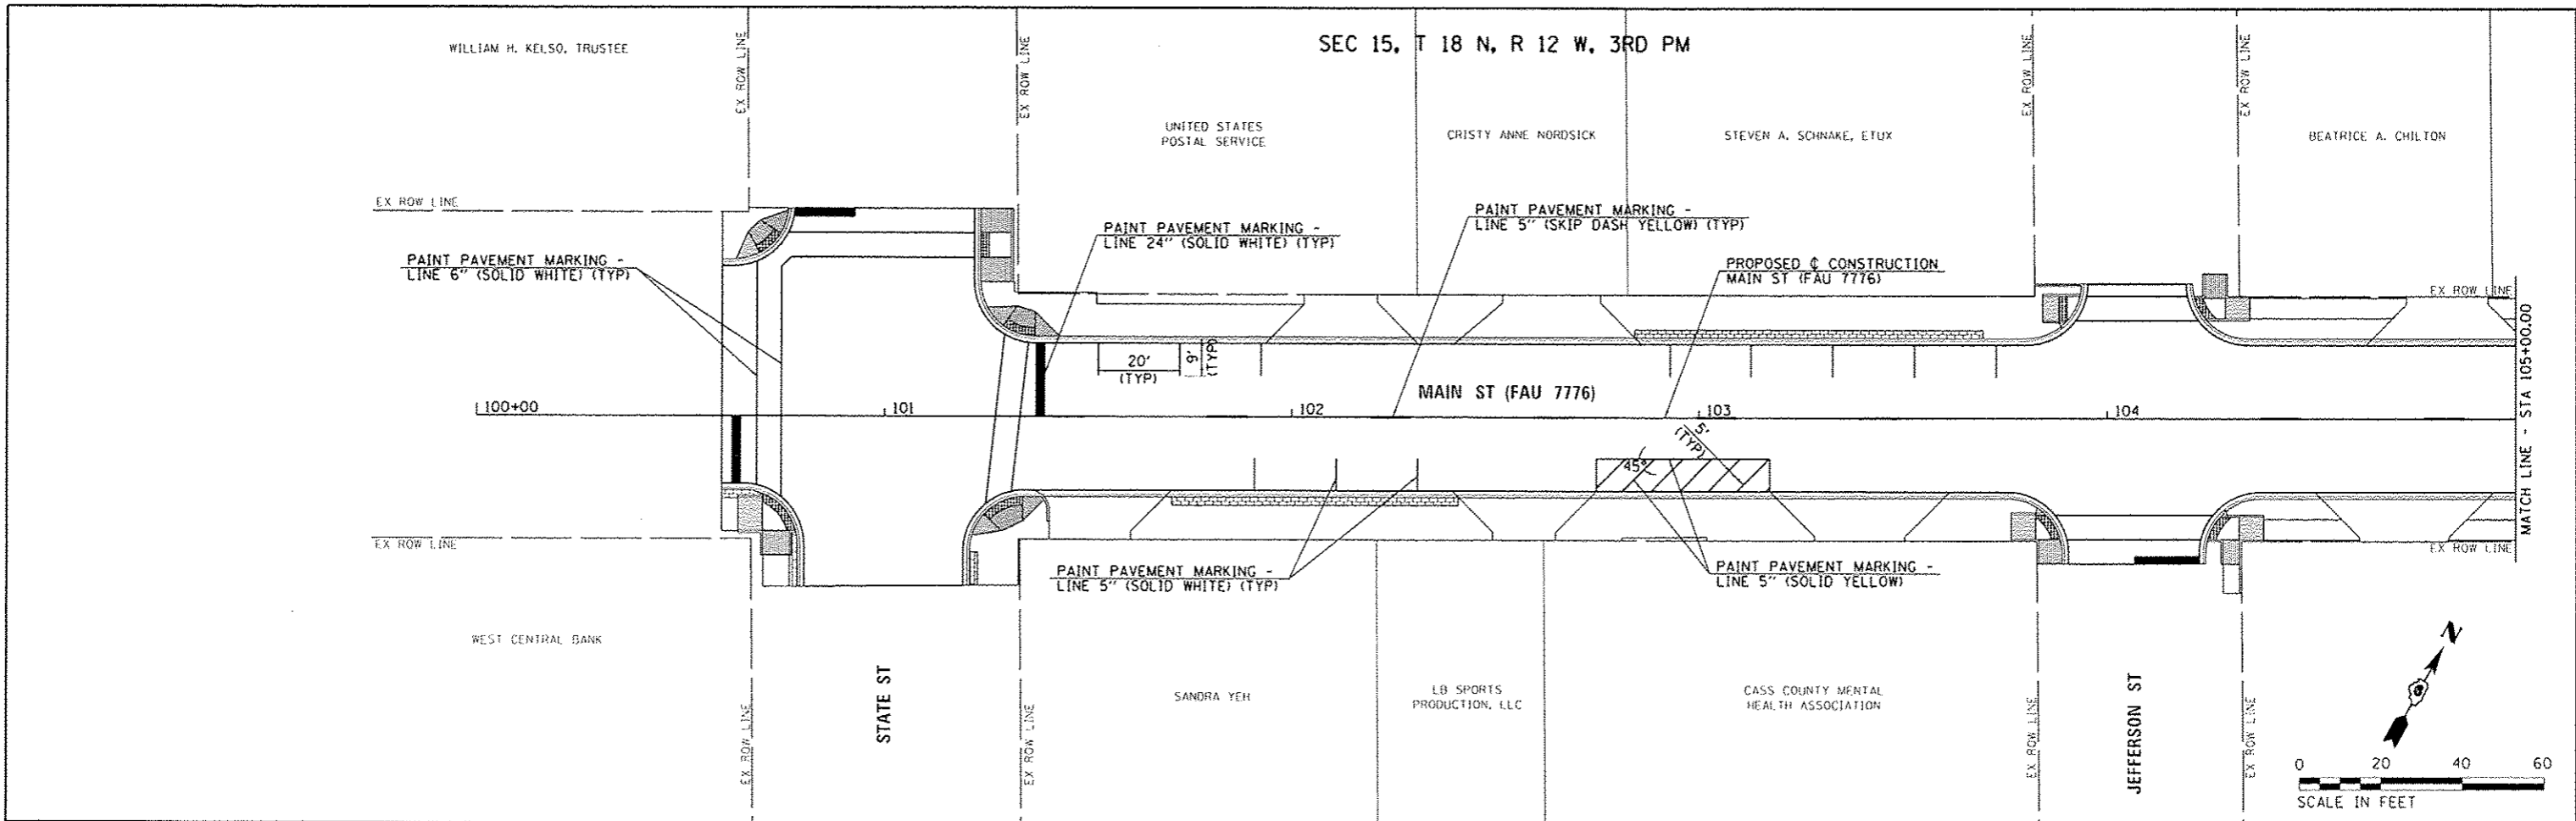 SEC 15, T 18 N, R 12 W, 3RD PM
WILLIAM H. KELSO, TRUSTEE
EX ROW LINE
EX ROW LINE
UNITED STATES
POSTAL SERVICE
CRISTY ANNE NORDSICK
STEVEN A. SCHNAKE, ETUX
EX ROW LINE
EX ROW LINE
BEATRICE A. CHILTON
EX ROW LINE
PAINT PAVEMENT MARKING -
LINE 6" (SOLID WHITE) (TYP)
PAINT PAVEMENT MARKING -
LINE 24" (SOLID WHITE) (TYP)
PAINT PAVEMENT MARKING -
LINE 5" (SKIP DASH YELLOW) (TYP)
PROPOSED ℄ CONSTRUCTION
MAIN ST (FAU 7776)
EX ROW LINE
20'
(TYP)
9'
(TYP)
MAIN ST (FAU 7776)
100+00
101
102
103
104
MATCH LINE - STA 105+00.00
45°
5'
(TYP)
EX ROW LINE
EX ROW LINE
PAINT PAVEMENT MARKING -
LINE 5" (SOLID WHITE) (TYP)
PAINT PAVEMENT MARKING -
LINE 5" (SOLID YELLOW)
WEST CENTRAL BANK
EX ROW LINE
STATE ST
EX ROW LINE
SANDRA YEH
LB SPORTS
PRODUCTION, LLC
CASS COUNTY MENTAL
HEALTH ASSOCIATION
EX ROW LINE
JEFFERSON ST
EX ROW LINE
N
0 20 40 60
SCALE IN FEET